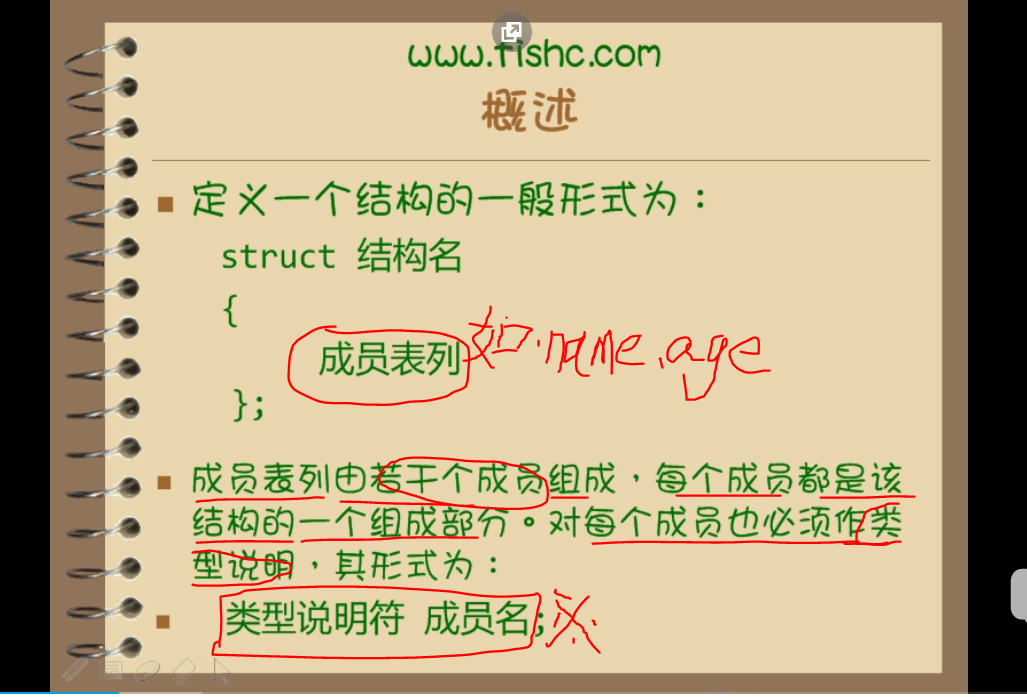 www.fishc.com
概述
定义一个结构的一般形式为：
struct 结构名
{
成员表列 如.name.age
};
成员表列由若干个成员组成，每个成员都是该
结构的一个组成部分。对每个成员也必须作类
型说明，其形式为：
类型说明符 成员名;